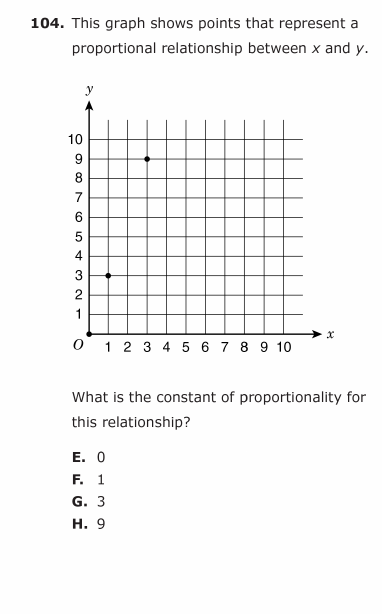 104. This graph shows points that represent a
proportional relationship between x and y.
y
10
9
8
7
6
5
4
3
2
1
O 1 2 3 4 5 6 7 8 9 10 x
What is the constant of proportionality for
this relationship?
E. 0
F. 1
G. 3
H. 9